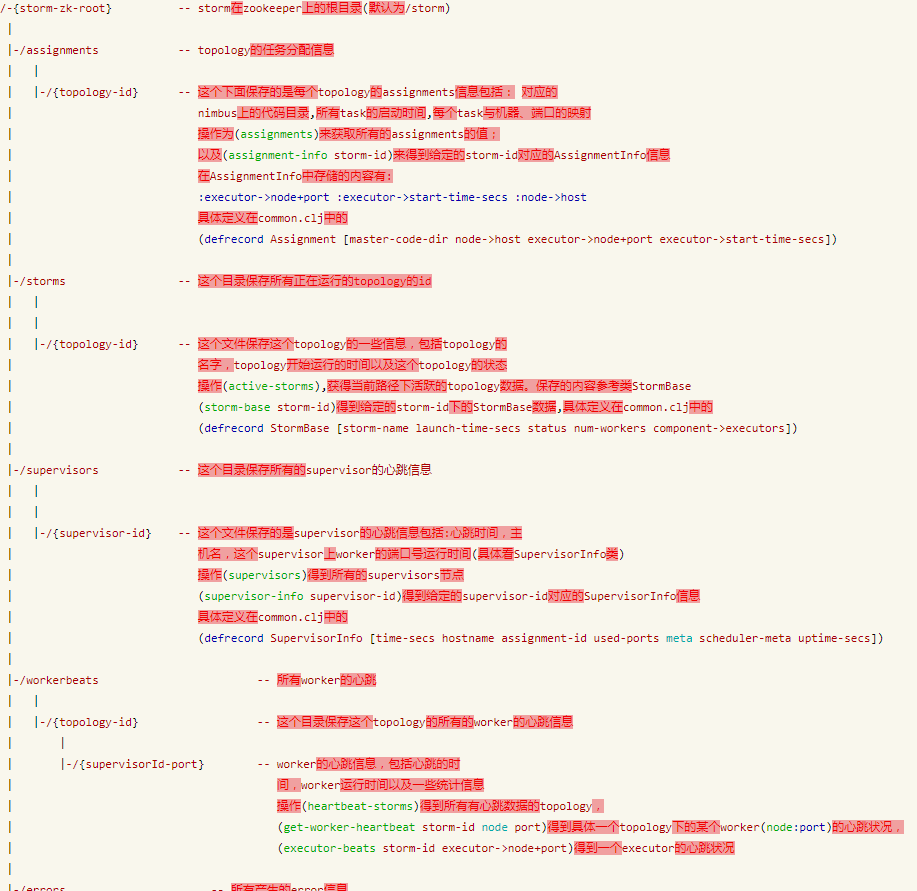 /-{storm-zk-root} -- storm在zookeeper上的根目录(默认为/storm)
|
|-/assignments -- topology的任务分配信息
| |
| |-/{topology-id} -- 这个下面保存的是每个topology的assignments信息包括： 对应的
| nimbus上的代码目录,所有task的启动时间,每个task与机器、端口的映射
| 操作为(assignments)来获取所有的assignments的值；
| 以及(assignment-info storm-id)来得到给定的storm-id对应的AssignmentInfo信息
| 在AssignmentInfo中存储的内容有:
| :executor->node+port :executor->start-time-secs :node->host
| 具体定义在common.clj中的
| (defrecord Assignment [master-code-dir node->host executor->node+port executor->start-time-secs])
|
|-/storms -- 这个目录保存所有正在运行的topology的id
| |
| |
| |-/{topology-id} -- 这个文件保存这个topology的一些信息，包括topology的
| 名字，topology开始运行的时间以及这个topology的状态
| 操作(active-storms),获得当前路径下活跃的topology数据。保存的内容参考类StormBase
| (storm-base storm-id)得到给定的storm-id下的StormBase数据,具体定义在common.clj中的
| (defrecord StormBase [storm-name launch-time-secs status num-workers component->executors])
|
|-/supervisors -- 这个目录保存所有的supervisor的心跳信息
| |
| |
| |-/{supervisor-id} -- 这个文件保存的是supervisor的心跳信息包括:心跳时间，主
| 机名，这个supervisor上worker的端口号运行时间(具体看SupervisorInfo类)
| 操作(supervisors)得到所有的supervisors节点
| (supervisor-info supervisor-id)得到给定的supervisor-id对应的SupervisorInfo信息
| 具体定义在common.clj中的
| (defrecord SupervisorInfo [time-secs hostname assignment-id used-ports meta scheduler-meta uptime-secs])
|
|-/workerbeats -- 所有worker的心跳
| |
| |-/{topology-id} -- 这个目录保存这个topology的所有的worker的心跳信息
| |
| |-/{supervisorId-port} -- worker的心跳信息，包括心跳的时
| 间，worker运行时间以及一些统计信息
| 操作(heartbeat-storms)得到所有有心跳数据的topology，
| (get-worker-heartbeat storm-id node port)得到具体一个topology下的某个worker(node:port)的心跳状况，
| (executor-beats storm-id executor->node+port)得到一个executor的心跳状况
|
|-/errors -- 所有产生的error信息